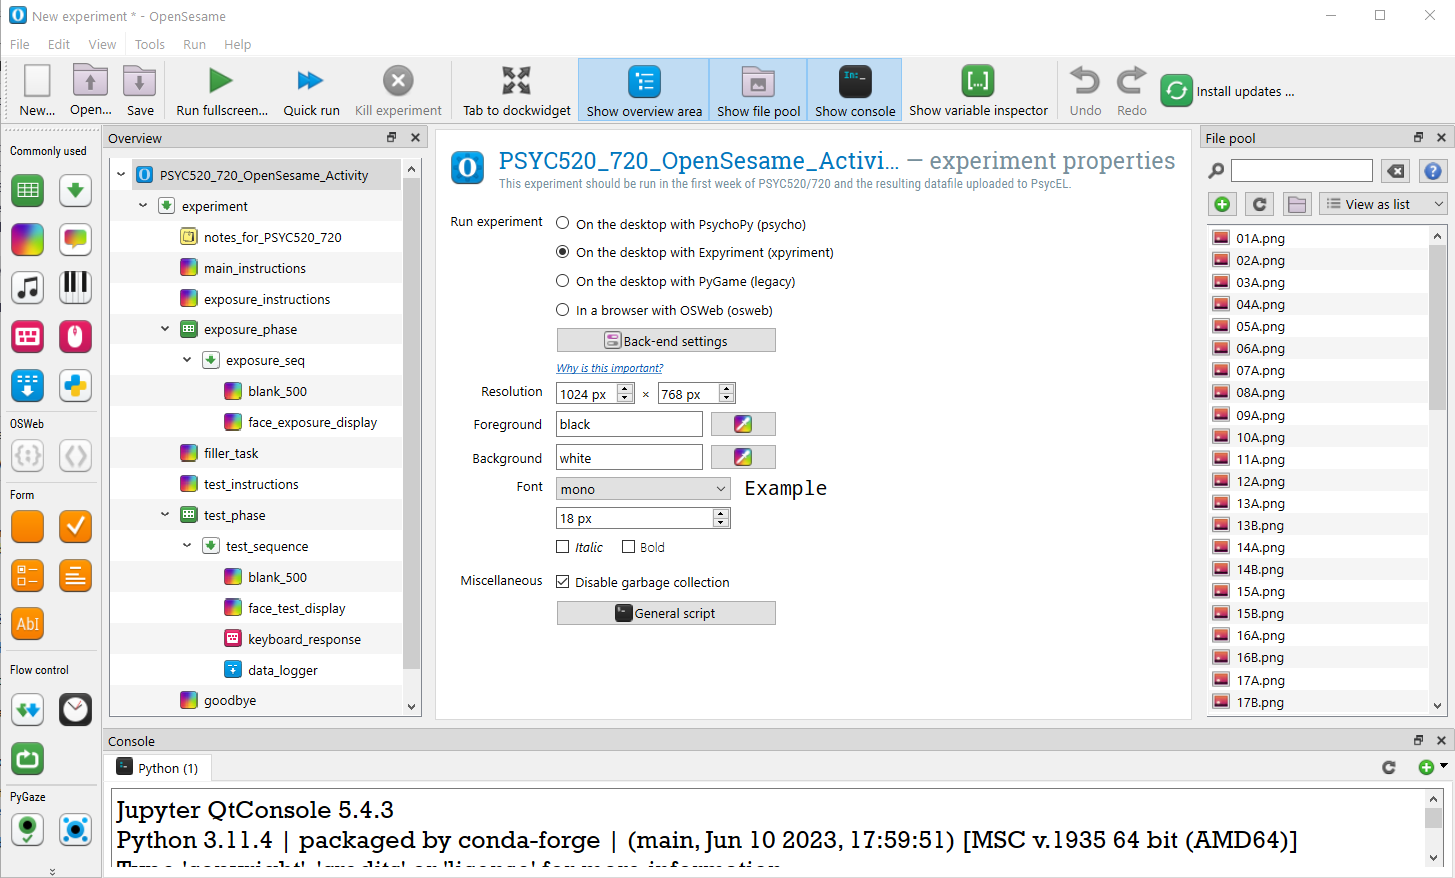 New experiment * - OpenSesame
File Edit View Tools Run Help
New... Open... Save Run fullscreen... Quick run Kill experiment Tab to dockwidget Show overview area Show file pool In:_ Show console [...] Show variable inspector Undo Redo Install updates ...
Commonly used
OSWeb
Form
AbI
Flow control
PyGaze
Overview
PSYC520_720_OpenSesame_Activity
experiment
notes_for_PSYC520_720
main_instructions
exposure_instructions
exposure_phase
exposure_seq
blank_500
face_exposure_display
filler_task
test_instructions
test_phase
test_sequence
blank_500
face_test_display
keyboard_response
data_logger
goodbye
PSYC520_720_OpenSesame_Activi... — experiment properties
This experiment should be run in the first week of PSYC520/720 and the resulting datafile uploaded to PsycEL.
Run experiment
On the desktop with PsychoPy (psycho)
On the desktop with Expyriment (xpyriment)
On the desktop with PyGame (legacy)
In a browser with OSWeb (osweb)
Back-end settings
Why is this important?
Resolution 1024 px × 768 px
Foreground black
Background white
Font mono Example
18 px
Italic Bold
Miscellaneous Disable garbage collection
General script
File pool
View as list
01A.png
02A.png
03A.png
04A.png
05A.png
06A.png
07A.png
08A.png
09A.png
10A.png
11A.png
12A.png
13A.png
13B.png
14A.png
14B.png
15A.png
15B.png
16A.png
16B.png
17A.png
17B.png
Console
Python (1)
Jupyter QtConsole 5.4.3
Python 3.11.4 | packaged by conda-forge | (main, Jun 10 2023, 17:59:51) [MSC v.1935 64 bit (AMD64)]
Type 'copyright', 'credits' or 'license' for more information